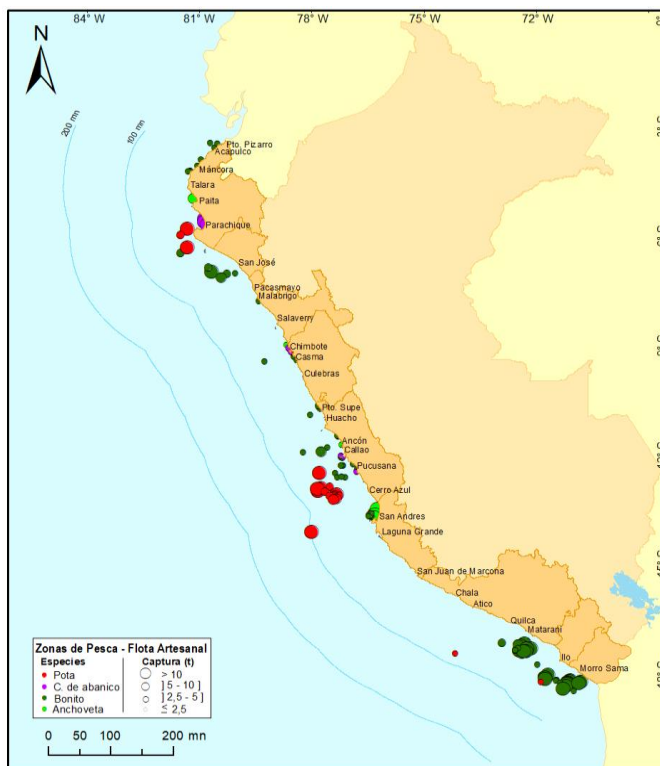 84° W
81° W
78° W
75° W
72° W
N
200 mn
100 mn
Pto. Pizarro
Acapulco
Máncora
Talara
Paita
Parachique
San José
Pacasmayo
Malabrigo
Salaverry
Chimbote
Casma
Culebras
Pto. Supe
Huacho
Ancón
Callao
Pucusana
Cerro Azul
San Andres
Laguna Grande
San Juan de Marcona
Chala
Atico
Quilca
Matarani
Ilo
Morro Sama
Zonas de Pesca - Flota Artesanal
Especies
Captura (t)
Pota
> 10
C. de abanico
] 5 - 10 ]
Bonito
] 2,5 - 5 ]
Anchoveta
≤ 2,5
0 50 100 200 mn